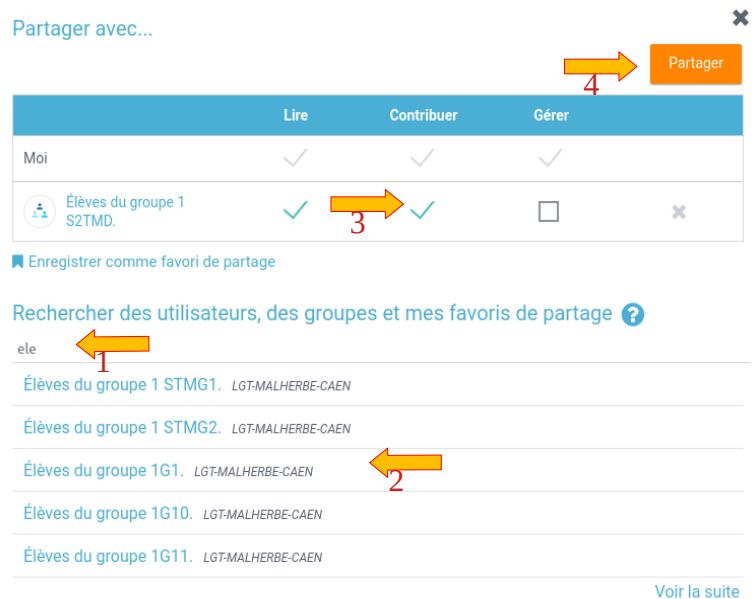 Partager avec...
Partager
4
Lire Contribuer Gérer
Moi
Élèves du groupe 1
S2TMD.
3
Enregistrer comme favori de partage
Rechercher des utilisateurs, des groupes et mes favoris de partage ?
ele
1
Élèves du groupe 1 STMG1. LGT-MALHERBE-CAEN
Élèves du groupe 1 STMG2. LGT-MALHERBE-CAEN
Élèves du groupe 1G1. LGT-MALHERBE-CAEN
2
Élèves du groupe 1G10. LGT-MALHERBE-CAEN
Élèves du groupe 1G11. LGT-MALHERBE-CAEN
Voir la suite